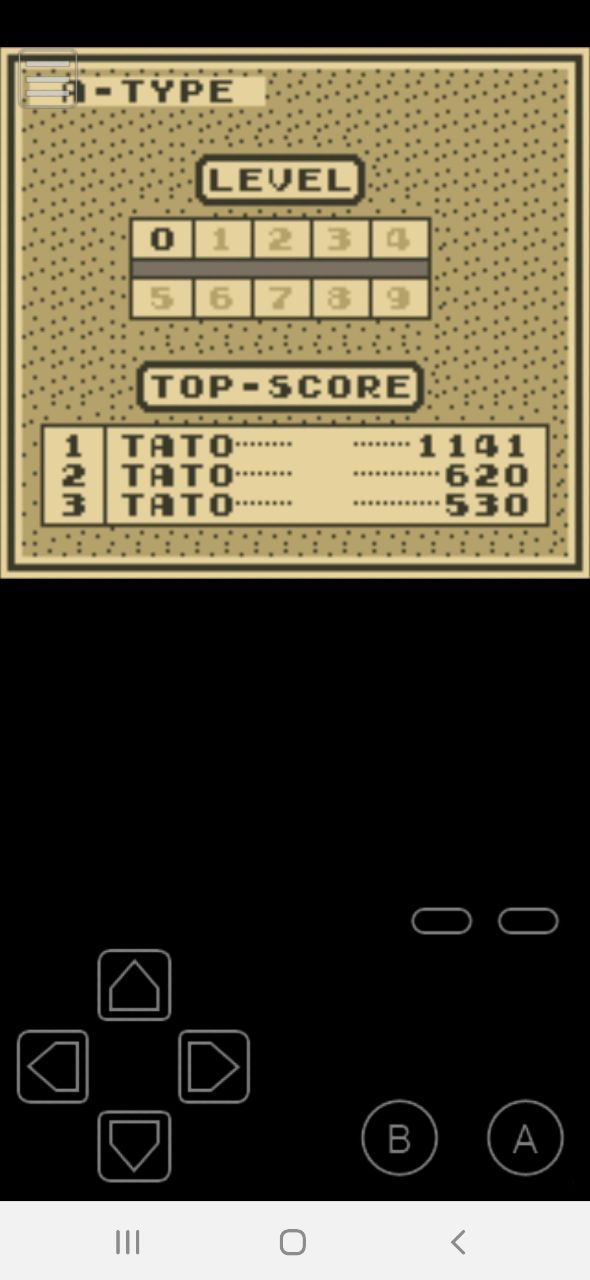 A-TYPE
LEVEL
0 1 2 3 4
5 6 7 8 9
TOP-SCORE
1 TATO 1141
2 TATO 620
3 TATO 530
B A